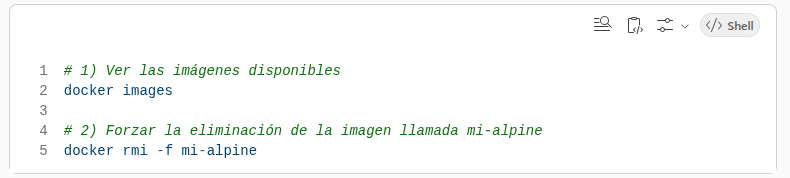 Shell
1 # 1) Ver las imágenes disponibles
2 docker images
3
4 # 2) Forzar la eliminación de la imagen llamada mi-alpine
5 docker rmi -f mi-alpine